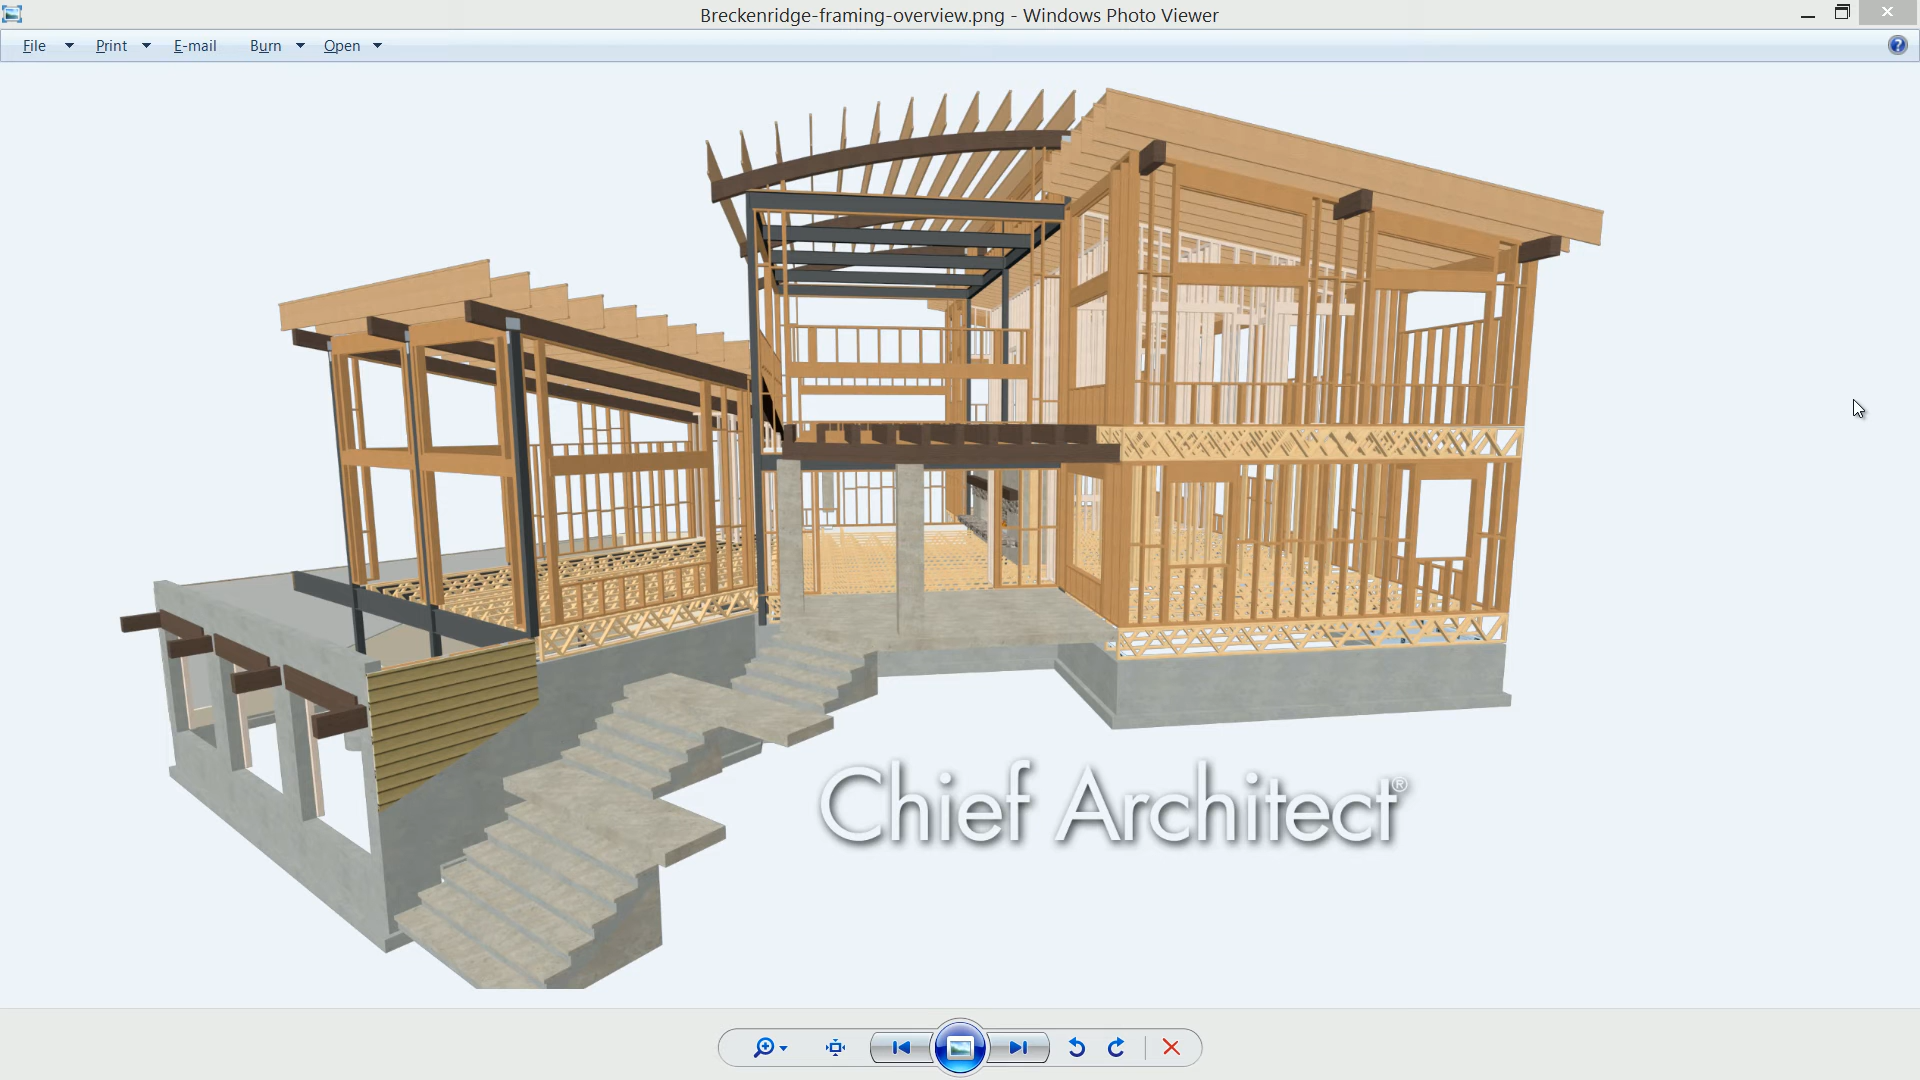 Breckenridge-framing-overview.png - Windows Photo Viewer
File Print E-mail Burn Open
Chief Architect®